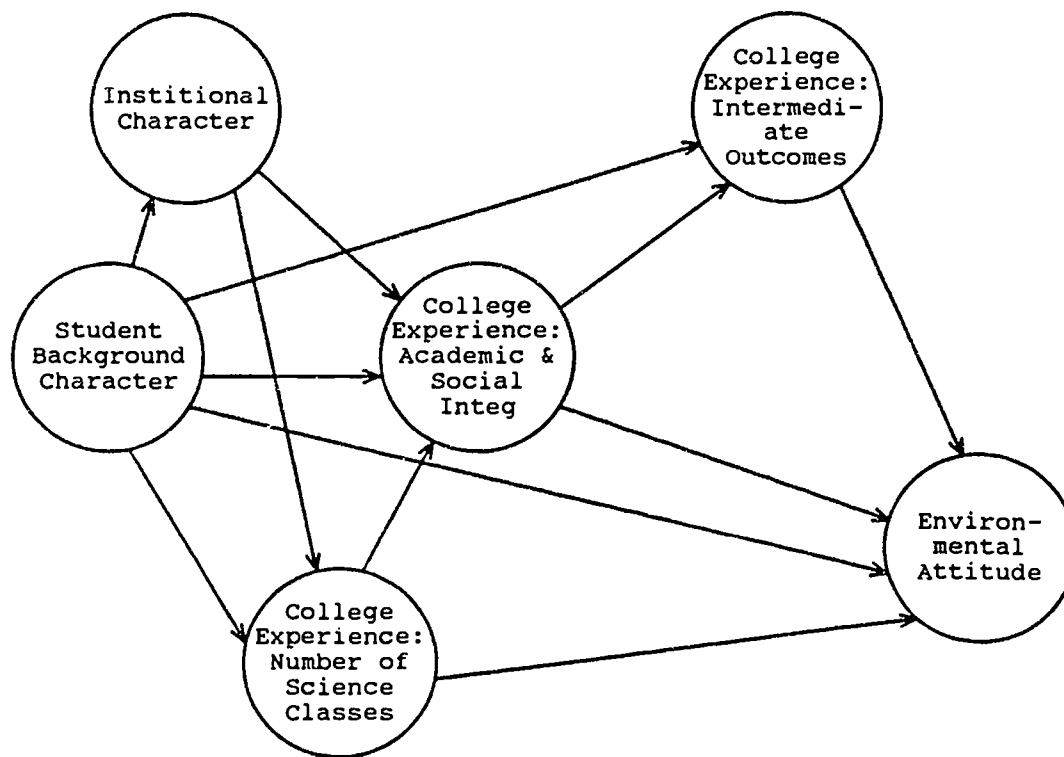 Institional
Character
College
Experience:
Intermedi-
ate
Outcomes
Student
Background
Character
College
Experience:
Academic &
Social
Integ
Environ-
mental
Attitude
College
Experience:
Number of
Science
Classes